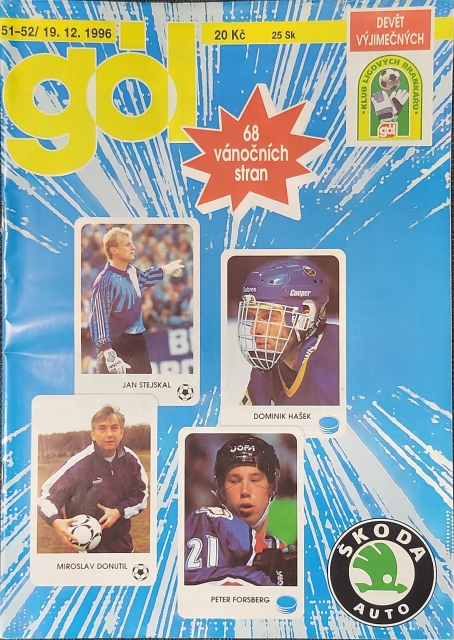 51-52/ 19. 12. 1996
20 Kč
25 Sk
gól
DEVĚT
VÝJIMEČNÝCH
KLUB LIGOVÝCH BRANKÁŘŮ
gól
68
vánočních
stran
JAN STEJSKAL
Sabres
Cooper
DOMINIK HAŠEK
MIROSLAV DONUTIL
JOFA
21
PETER FORSBERG
ŠKODA
AUTO